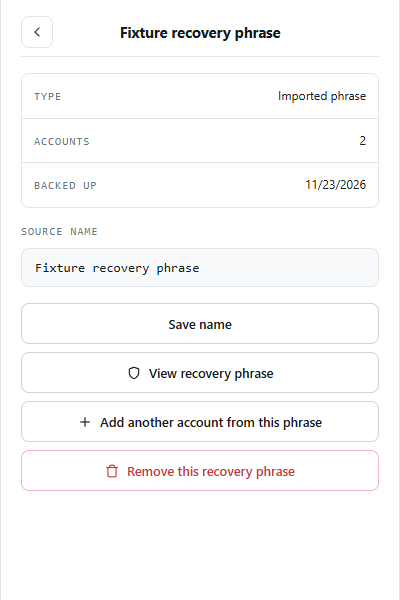 Fixture recovery phrase
TYPE
Imported phrase
ACCOUNTS
2
BACKED UP
11/23/2026
SOURCE NAME
Fixture recovery phrase
Save name
View recovery phrase
Add another account from this phrase
Remove this recovery phrase